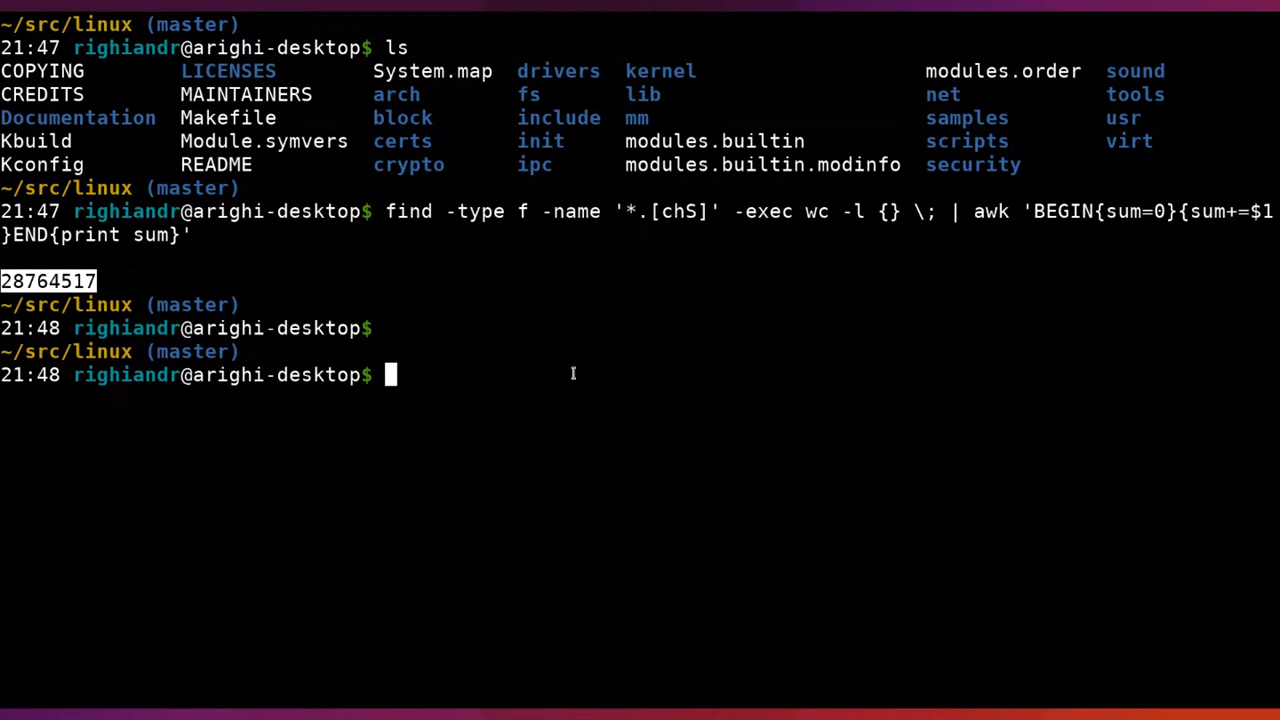 ~/src/linux (master)
21:47 righiandr@arighi-desktop$ ls
COPYING LICENSES System.map drivers kernel modules.order sound
CREDITS MAINTAINERS arch fs lib net tools
Documentation Makefile block include mm samples usr
Kbuild Module.symvers certs init modules.builtin scripts virt
Kconfig README crypto ipc modules.builtin.modinfo security
~/src/linux (master)
21:47 righiandr@arighi-desktop$ find -type f -name '*.[chS]' -exec wc -l {} \; | awk 'BEGIN{sum=0}{sum+=$1
}END{print sum}'
28764517
~/src/linux (master)
21:48 righiandr@arighi-desktop$
~/src/linux (master)
21:48 righiandr@arighi-desktop$